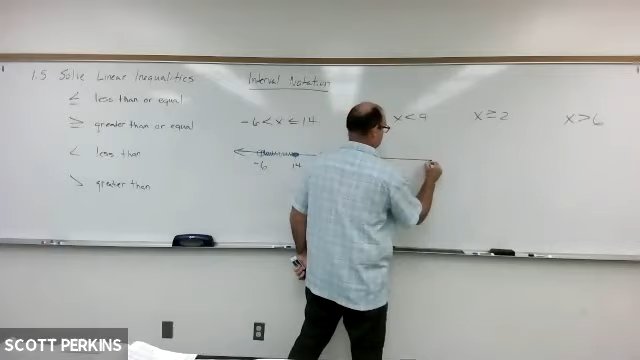 1.5 Solve Linear Inequalities
≤ less than or equal
≥ greater than or equal
< less than
> greater than
Interval Notation
-6 < x ≤ 14
-6 14
x < 9
x ≥ 2
x > 6
SCOTT PERKINS